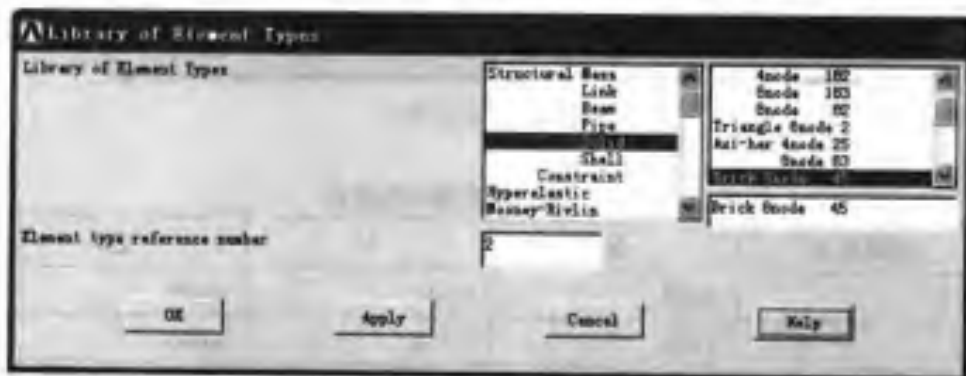 Library of Element Types
Library of Element Types
Structural Mass
Link
Beam
Pipe
Solid
Shell
Constraint
Hyperelastic
Mooney-Rivlin
4node 182
8node 183
8node 82
Triangle 6node 2
Axi-har 4node 25
8node 83
Brick 8node 45
Brick 8node 45
Element type reference number
2
OK
Apply
Cancel
Help